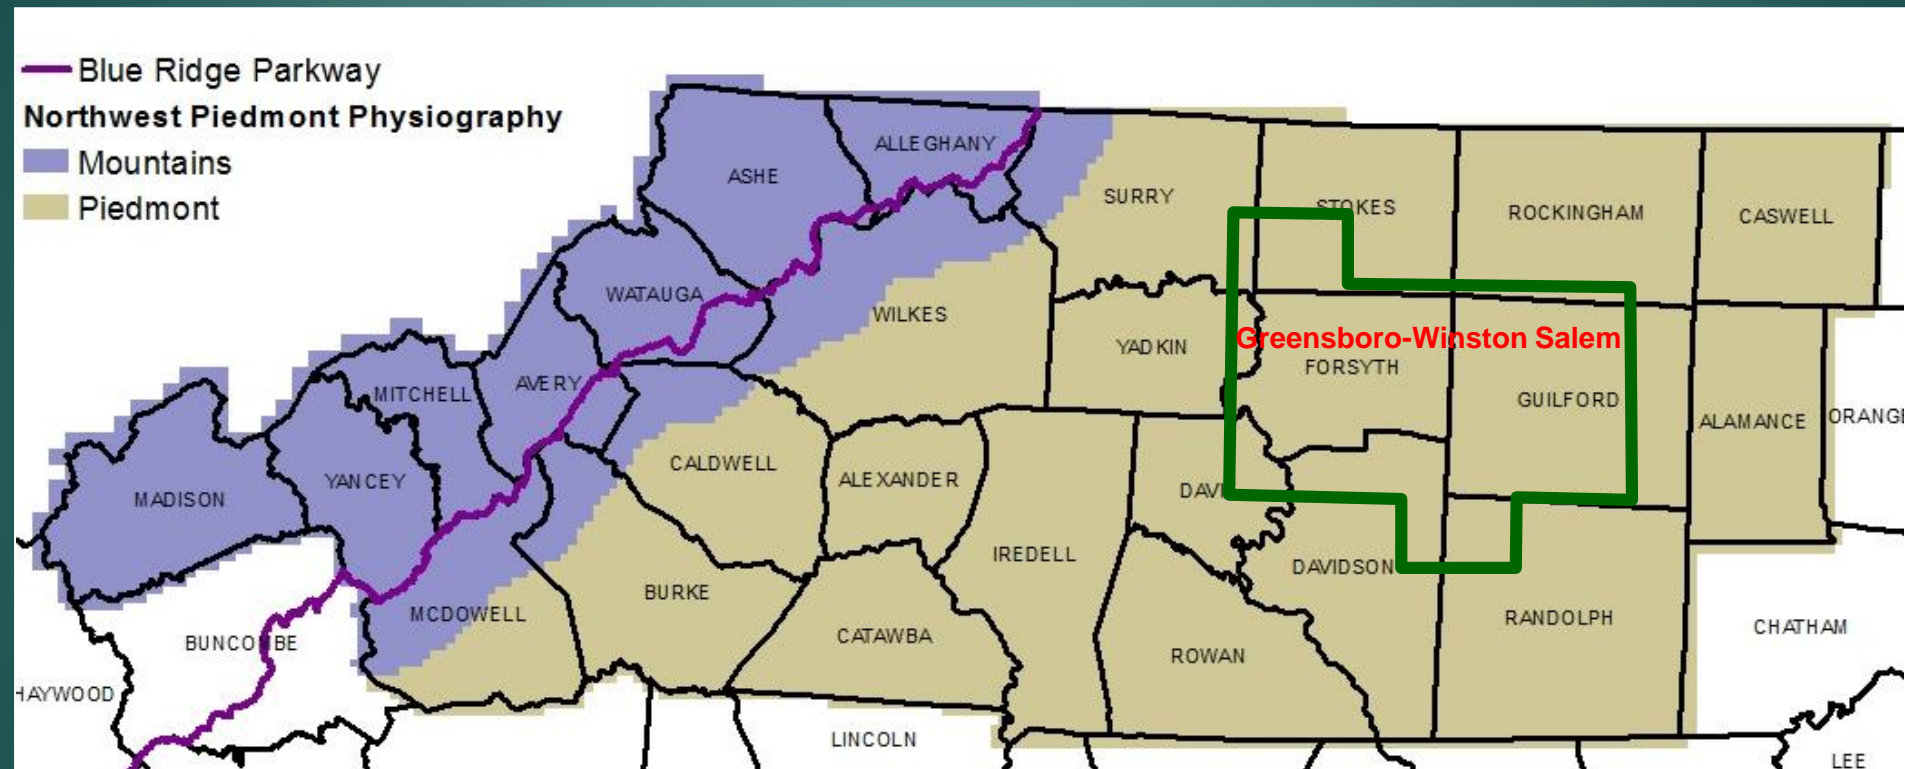 Blue Ridge Parkway
Northwest Piedmont Physiography
Mountains
Piedmont
ALLEGHANY
ASHE
SURRY
STOKES
ROCKINGHAM
CASWELL
WATAUGA
WILKES
YADKIN
Greensboro-Winston Salem
FORSYTH
GUILFORD
MITCHELL
AVERY
ALAMANCE
ORANG
MADISON
YANCEY
CALDWELL
ALEXANDER
DAVI
IREDELL
DAVIDSON
BURKE
MCDOWELL
CATAWBA
RANDOLPH
CHATHAM
BUNCOMBE
ROWAN
HAYWOOD
LINCOLN
LEE